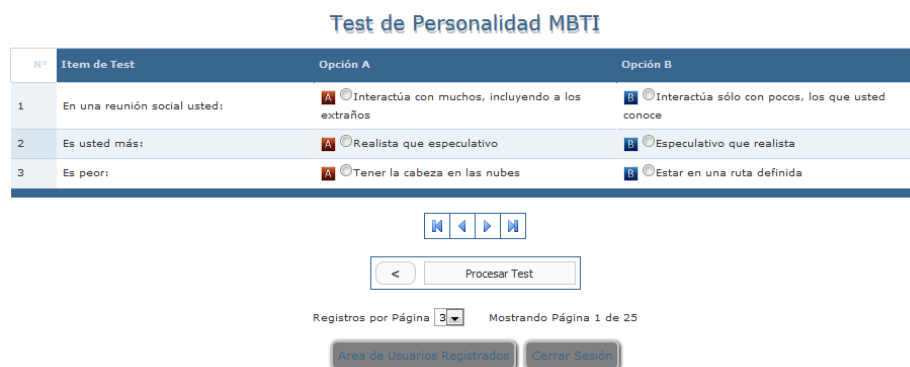 Test de Personalidad MBTI
Nº Item de Test Opción A Opción B
1 En una reunión social usted: A Interactúa con muchos, incluyendo a los extraños B Interactúa sólo con pocos, los que usted conoce
2 Es usted más: A Realista que especulativo B Especulativo que realista
3 Es peor: A Tener la cabeza en las nubes B Estar en una ruta definida
< Procesar Test
Registros por Página 3 Mostrando Página 1 de 25
Area de Usuarios Registrados Cerrar Sesión